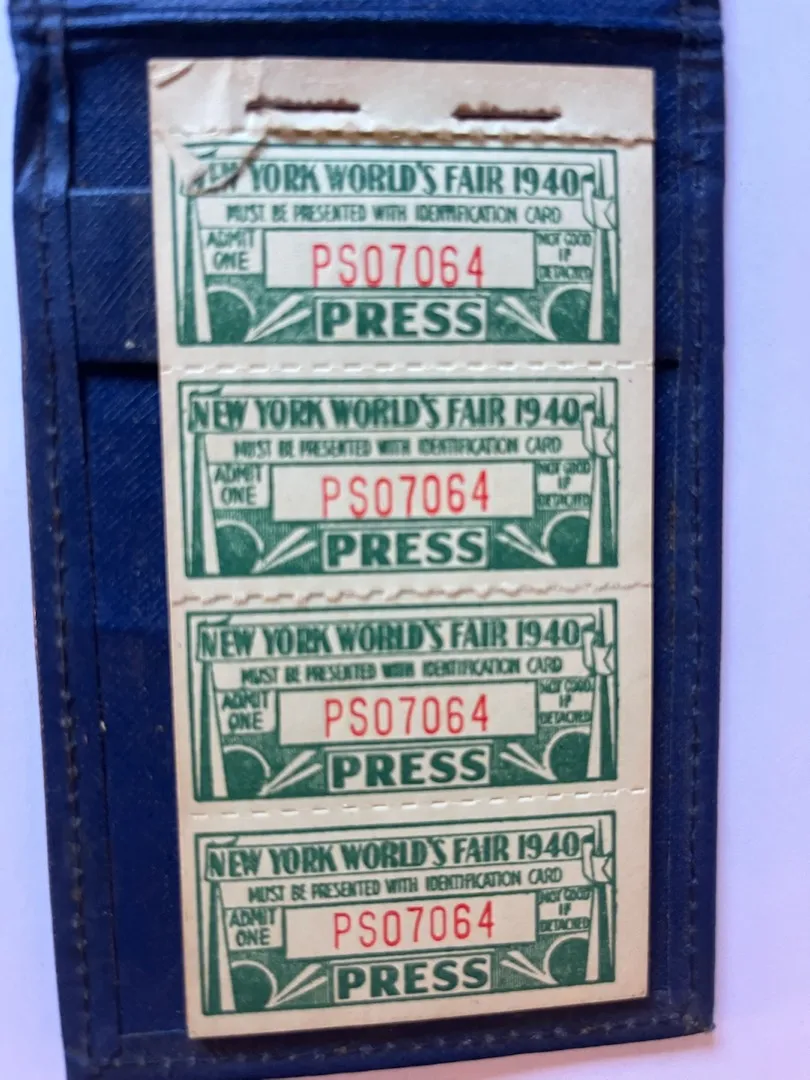 NEW YORK WORLD'S FAIR 1940
MUST BE PRESENTED WITH IDENTIFICATION CARD
ADMIT
ONE
PS07064
NOT GOOD
IF
DETACHED
PRESS
NEW YORK WORLD'S FAIR 1940
MUST BE PRESENTED WITH IDENTIFICATION CARD
ADMIT
ONE
PS07064
NOT GOOD
IF
DETACHED
PRESS
NEW YORK WORLD'S FAIR 1940
MUST BE PRESENTED WITH IDENTIFICATION CARD
ADMIT
ONE
PS07064
NOT GOOD
IF
DETACHED
PRESS
NEW YORK WORLD'S FAIR 1940
MUST BE PRESENTED WITH IDENTIFICATION CARD
ADMIT
ONE
PS07064
NOT GOOD
IF
DETACHED
PRESS